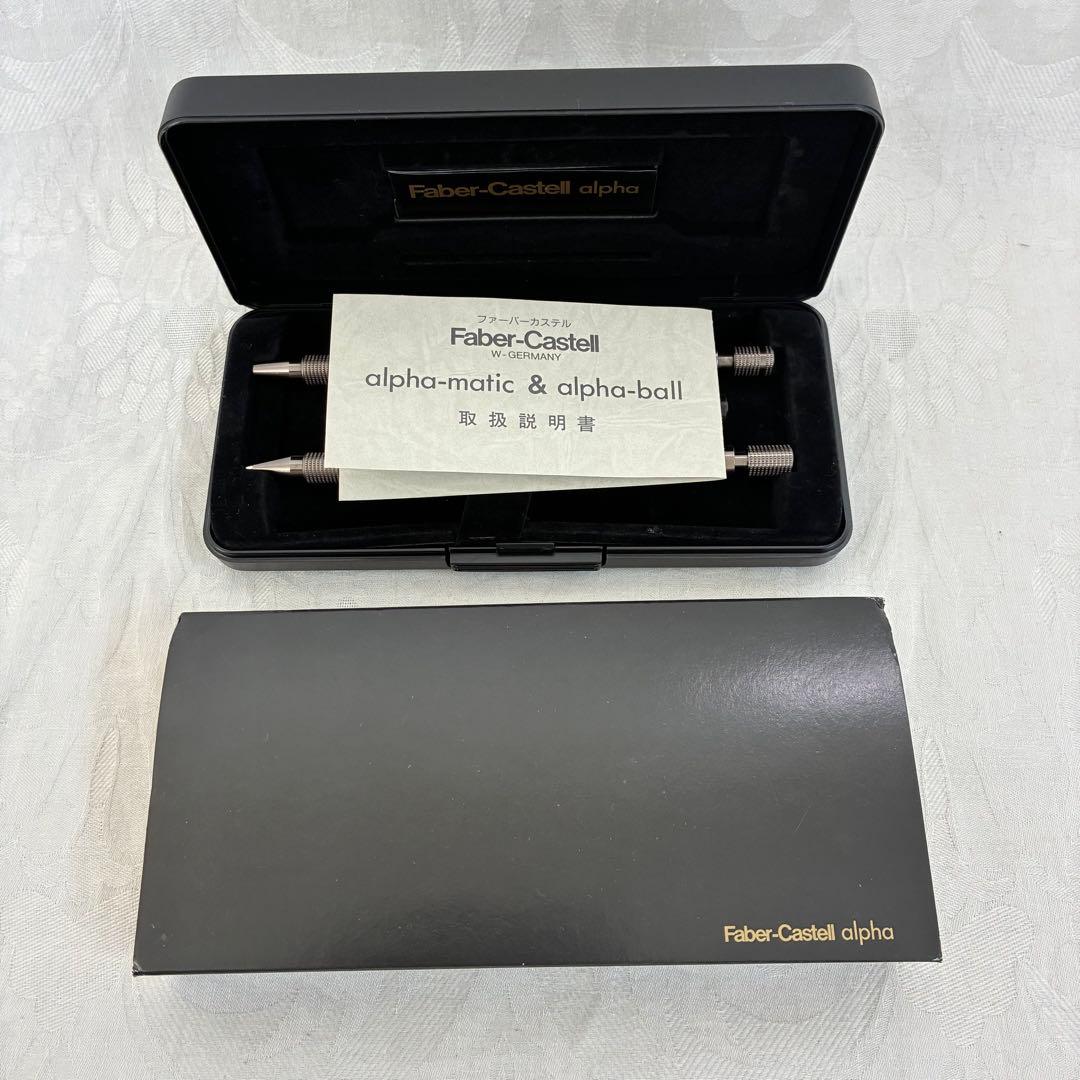 Faber-Castell alpha
ファーバーカステル
Faber-Castell
W-GERMANY
alpha-matic & alpha-ball
取扱説明書
Faber-Castell alpha